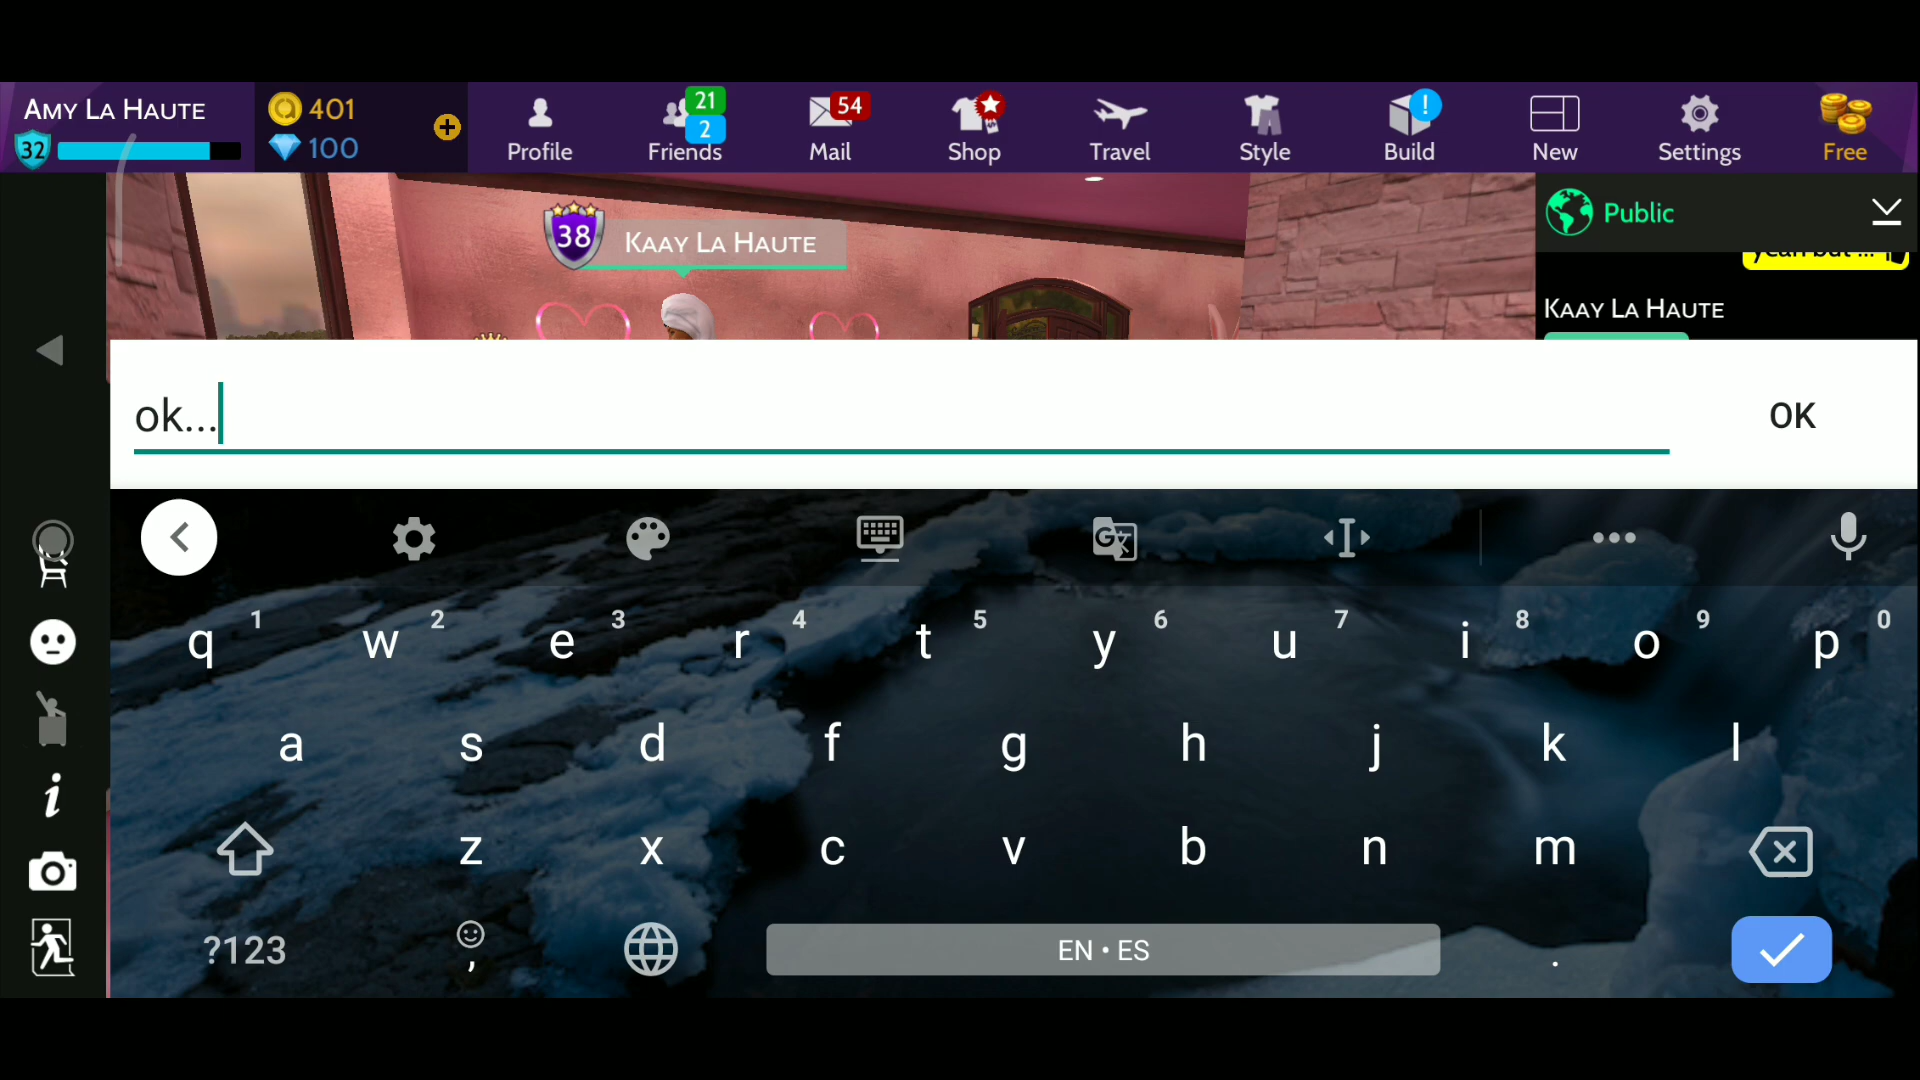 AMY LA HAUTE
32
401
100
21
2
54
!
Profile
Friends
Mail
Shop
Travel
Style
Build
New
Settings
Free
38
KAAY LA HAUTE
Public
yeah but ...
KAAY LA HAUTE
ok...
OK
1 2 3 4 5 6 7 8 9 0
q w e r t y u i o p
a s d f g h j k l
z x c v b n m
?123
,
EN • ES
.